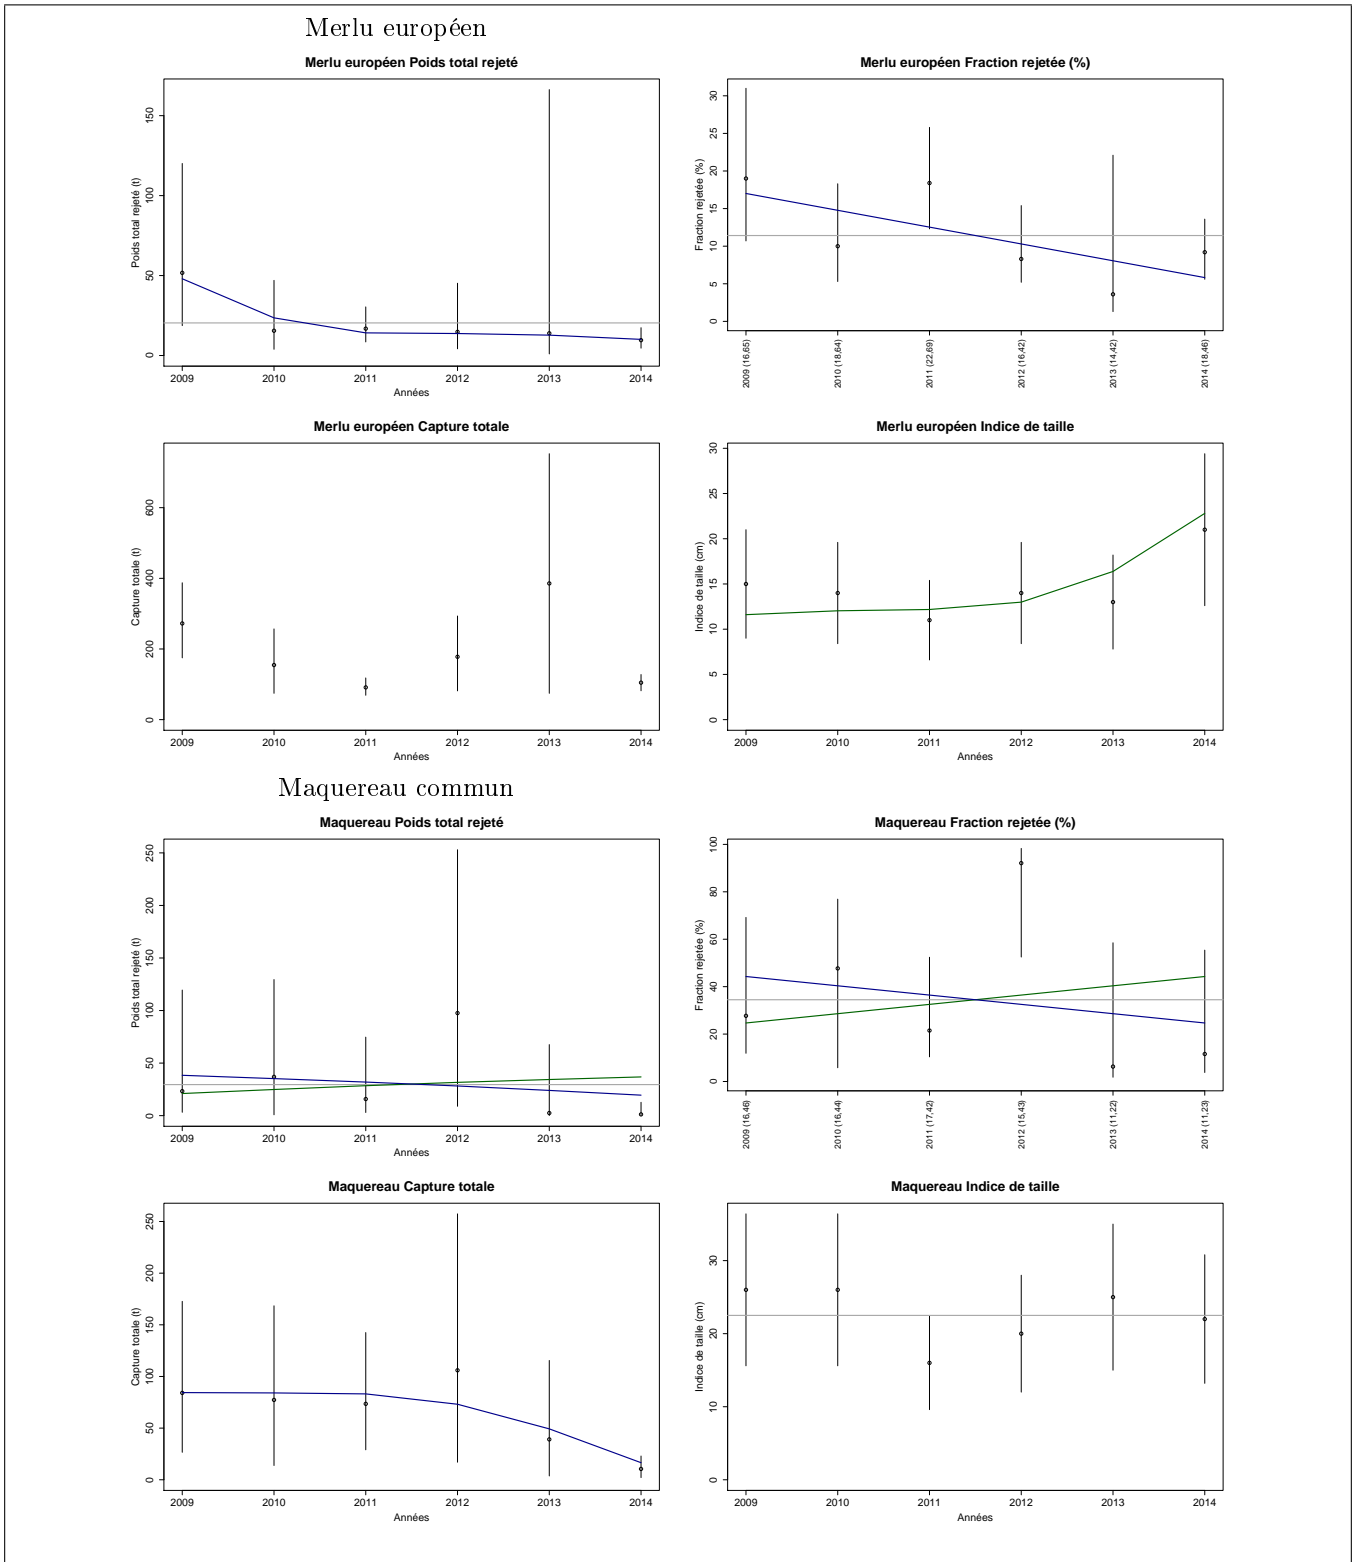 Merlu européen
Merlu européen Poids total rejeté
Poids total rejeté (t)
0 50 100 150
2009 2010 2011 2012 2013 2014
Années
Merlu européen Fraction rejetée (%)
Fraction rejetée (%)
0 5 10 15 20 25 30
2009 (16,65)
2010 (18,64)
2011 (22,69)
2012 (16,42)
2013 (14,42)
2014 (18,46)
Merlu européen Capture totale
Capture totale (t)
0 200 400 600
2009 2010 2011 2012 2013 2014
Années
Merlu européen Indice de taille
Indice de taille (cm)
0 5 10 15 20 25 30
2009 2010 2011 2012 2013 2014
Années
Maquereau commun
Maquereau Poids total rejeté
Poids total rejeté (t)
0 50 100 150 200 250
2009 2010 2011 2012 2013 2014
Années
Maquereau Fraction rejetée (%)
Fraction rejetée (%)
0 20 40 60 80 100
2009 (16,46)
2010 (16,44)
2011 (17,42)
2012 (15,43)
2013 (11,22)
2014 (11,23)
Maquereau Capture totale
Capture totale (t)
0 50 100 150 200 250
2009 2010 2011 2012 2013 2014
Années
Maquereau Indice de taille
Indice de taille (cm)
0 10 20 30
2009 2010 2011 2012 2013 2014
Années